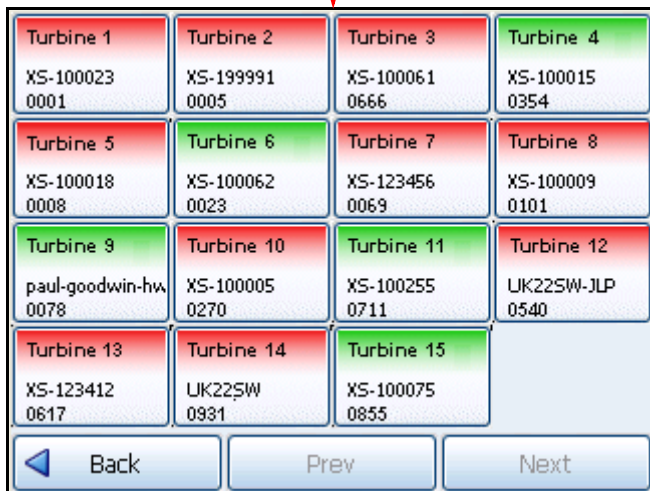 Turbine 1
XS-100023
0001
Turbine 2
XS-199991
0005
Turbine 3
XS-100061
0666
Turbine 4
XS-100015
0354
Turbine 5
XS-100018
0008
Turbine 6
XS-100062
0023
Turbine 7
XS-123456
0069
Turbine 8
XS-100009
0101
Turbine 9
paul-goodwin-hw
0078
Turbine 10
XS-100005
0270
Turbine 11
XS-100255
0711
Turbine 12
UK22SW-JLP
0540
Turbine 13
XS-123412
0617
Turbine 14
UK22SW
0931
Turbine 15
XS-100075
0855
Back
Prev
Next